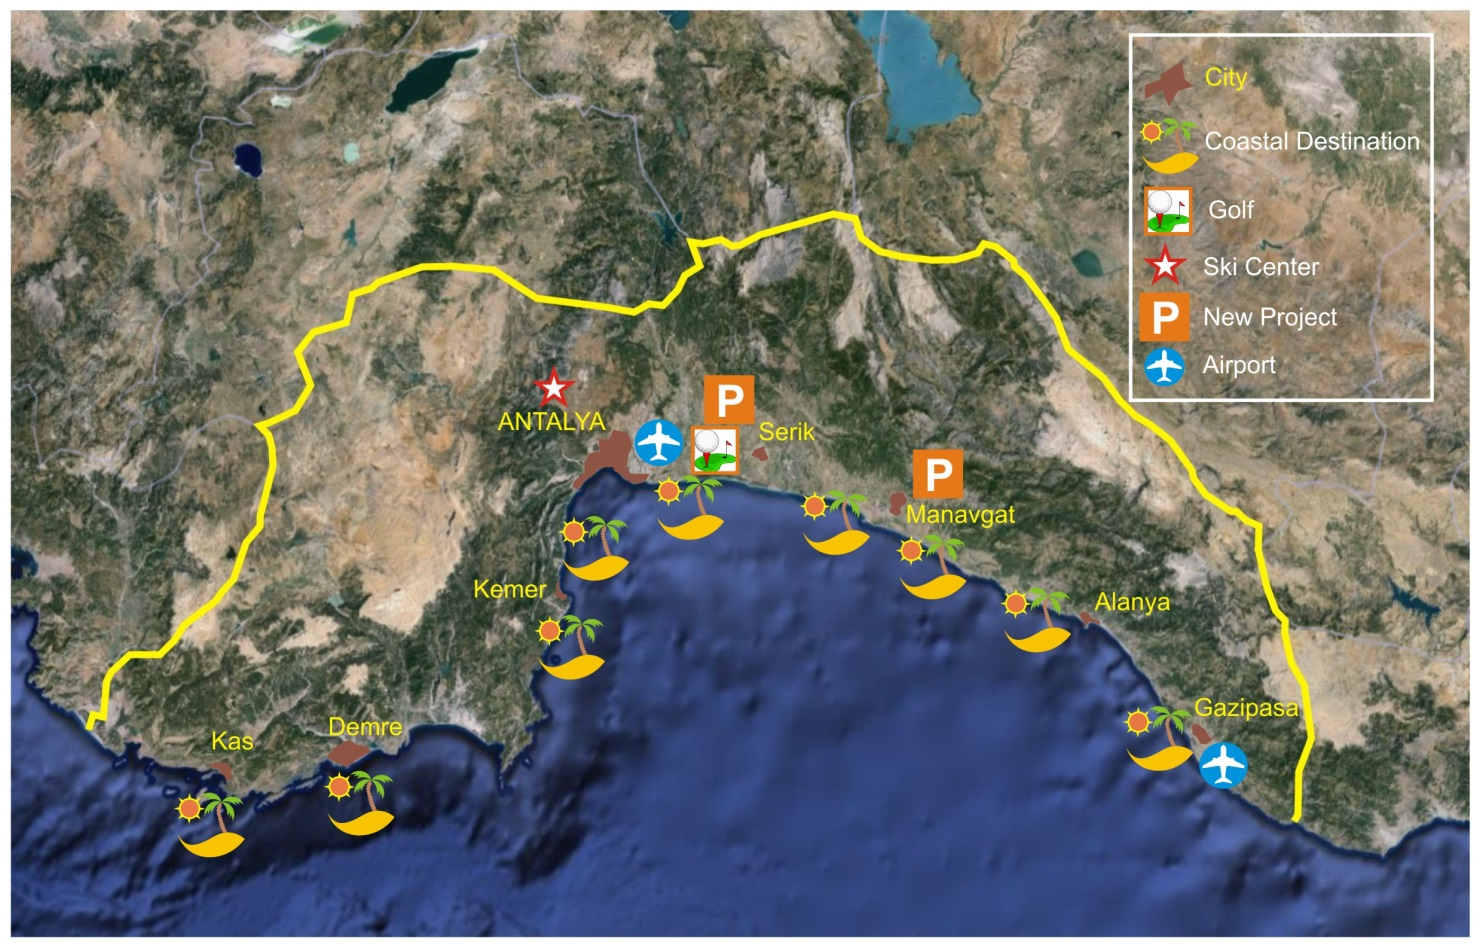 City
Coastal Destination
Golf
Ski Center
P New Project
Airport
P
ANTALYA
Serik
P
Manavgat
Kemer
Alanya
Gazipasa
Kas
Demre